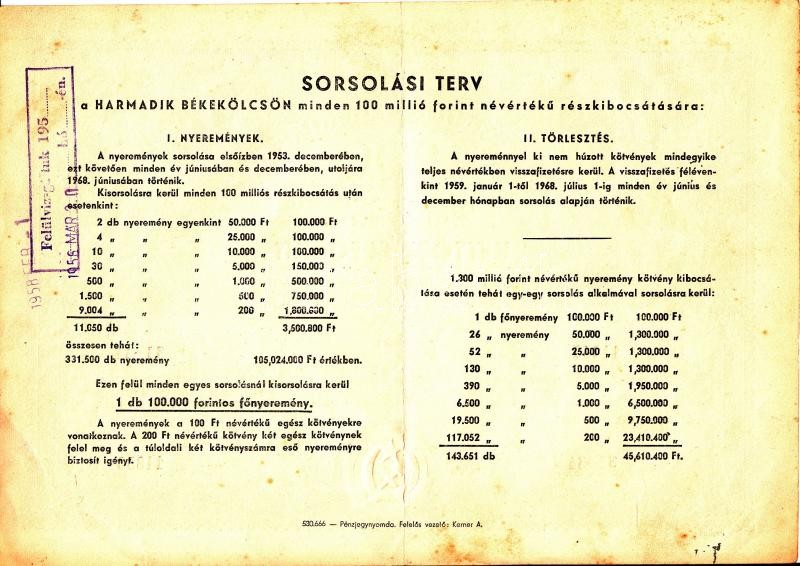 SORSOLÁSI TERV
a HARMADIK BÉKEKÖLCSÖN minden 100 millió forint névértékű részkibocsátására:
I. NYEREMÉNYEK.
A nyeremények sorsolása elsőízben 1953. decemberében,
ezt követően minden év júniusában és decemberében, utoljára
1968. júniusában történik.
Kisorsolásra kerül minden 100 milliós részkibocsátás után
esetenkint:
2 db nyeremény egyenkint 50.000 Ft 100.000 Ft
4 „ „ „ 25.000 „ 100.000 „
10 „ „ „ 10.000 „ 100.000 „
30 „ „ „ 5.000 „ 150.000 „
500 „ „ „ 1.000 „ 500.000 „
1.500 „ „ „ 500 „ 750.000 „
9.004 „ „ „ 200 „ 1,800.800 „
11.050 db 3,500.800 Ft
összesen tehát:
331.500 db nyeremény 105,024.000 Ft értékben.
Ezen felül minden egyes sorsolásnál kisorsolásra kerül
1 db 100.000 forintos főnyeremény.
A nyeremények a 100 Ft névértékű egész kötvényekre
vonatkoznak. A 200 Ft névértékű kötvény két egész kötvénynek
felel meg és a túloldali két kötvényszámra eső nyereményre
biztosít igényt.
II. TÖRLESZTÉS.
A nyereménnyel ki nem húzott kötvények mindegyike
teljes névértékben visszafizetésre kerül. A visszafizetés féléven-
kint 1959. január 1-től 1968. július 1-ig minden év június és
december hónapban sorsolás alapján történik.
1.300 millió forint névértékű nyeremény kötvény kibocsá-
tása esetén tehát egy-egy sorsolás alkalmával sorsolásra kerül:
1 db főnyeremény 100.000 Ft 100.000 Ft
26 „ nyeremény 50.000 „ 1,300.000 „
52 „ „ 25.000 „ 1,300.000 „
130 „ „ 10.000 „ 1,300.000 „
390 „ „ 5.000 „ 1,950.000 „
6.500 „ „ 1.000 „ 6,500.000 „
19.500 „ „ 500 „ 9,750.000 „
117.052 „ „ 200 „ 23,410.400 „
143.651 db 45,610.400 Ft.
530.666 — Pénzjegynyomda. Felelős vezető: Karner A.
Felülvizsgáltuk 195
hó -én.
1958 FEB -1
1956 MÁR